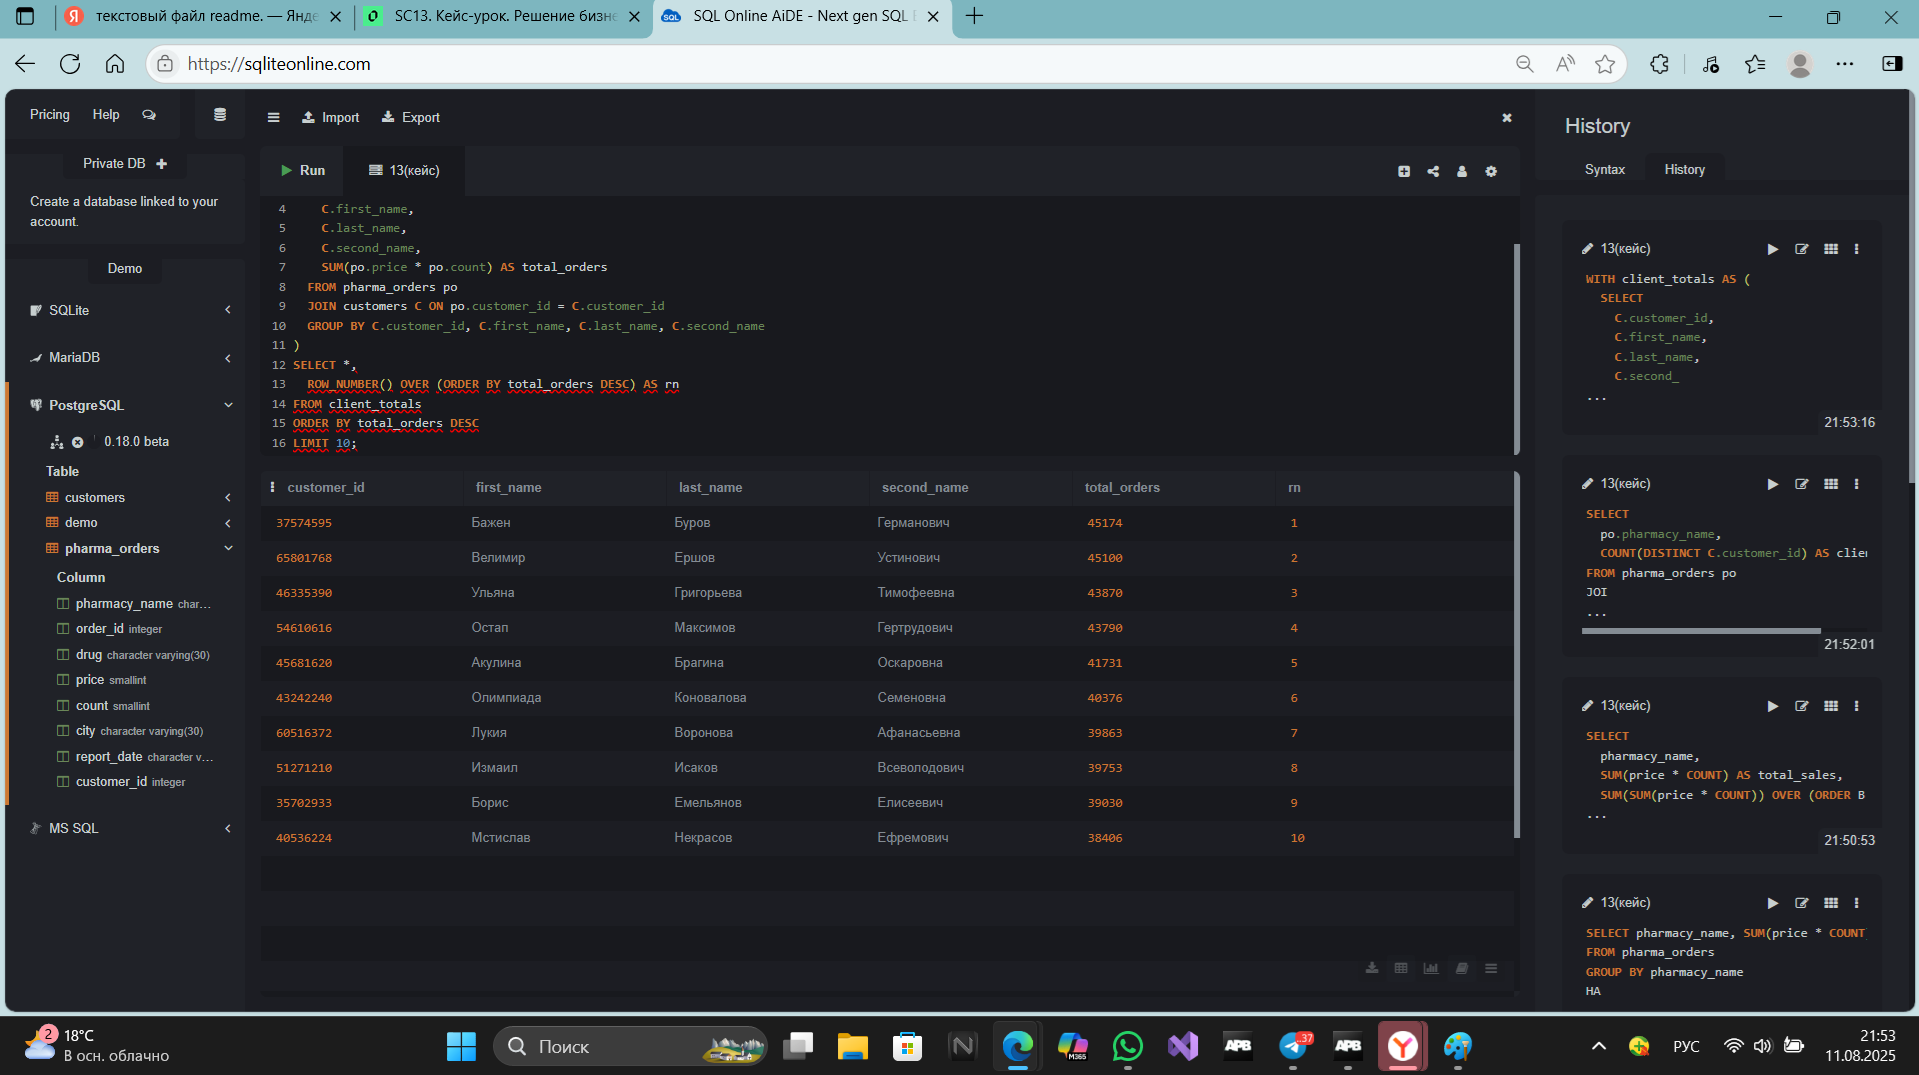 текстовый файл readme. — Янде
SC13. Кейс-урок. Решение бизне
SQL Online AiDE - Next gen SQL E
https://sqliteonline.com
Pricing
Help
Private DB
Create a database linked to your
account.
Demo
SQLite
MariaDB
PostgreSQL
0.18.0 beta
Table
customers
demo
pharma_orders
Column
pharmacy_name char...
order_id integer
drug character varying(30)
price smallint
count smallint
city character varying(30)
report_date character v...
customer_id integer
MS SQL
Import
Export
Run
13(кейс)
4 C.first_name,
5 C.last_name,
6 C.second_name,
7 SUM(po.price * po.count) AS total_orders
8 FROM pharma_orders po
9 JOIN customers C ON po.customer_id = C.customer_id
10 GROUP BY C.customer_id, C.first_name, C.last_name, C.second_name
11 )
12 SELECT *,
13 ROW_NUMBER() OVER (ORDER BY total_orders DESC) AS rn
14 FROM client_totals
15 ORDER BY total_orders DESC
16 LIMIT 10;
customer_id first_name last_name second_name total_orders rn
37574595 Бажен Буров Германович 45174 1
65801768 Велимир Ершов Устинович 45100 2
46335390 Ульяна Григорьева Тимофеевна 43870 3
54610616 Остап Максимов Гертрудович 43790 4
45681620 Акулина Брагина Оскаровна 41731 5
43242240 Олимпиада Коновалова Семеновна 40376 6
60516372 Лукия Воронова Афанасьевна 39863 7
51271210 Измаил Исаков Всеволодович 39753 8
35702933 Борис Емельянов Елисеевич 39030 9
40536224 Мстислав Некрасов Ефремович 38406 10
History
Syntax
History
13(кейс)
WITH client_totals AS (
SELECT
C.customer_id,
C.first_name,
C.last_name,
C.second_
...
21:53:16
13(кейс)
SELECT
po.pharmacy_name,
COUNT(DISTINCT C.customer_id) AS clien
FROM pharma_orders po
JOI
...
21:52:01
13(кейс)
SELECT
pharmacy_name,
SUM(price * COUNT) AS total_sales,
SUM(SUM(price * COUNT)) OVER (ORDER B
...
21:50:53
13(кейс)
SELECT pharmacy_name, SUM(price * COUNT
FROM pharma_orders
GROUP BY pharmacy_name
HA
2
18°C
В осн. облачно
Поиск
M365
APB
37
APB
РУС
21:53
11.08.2025